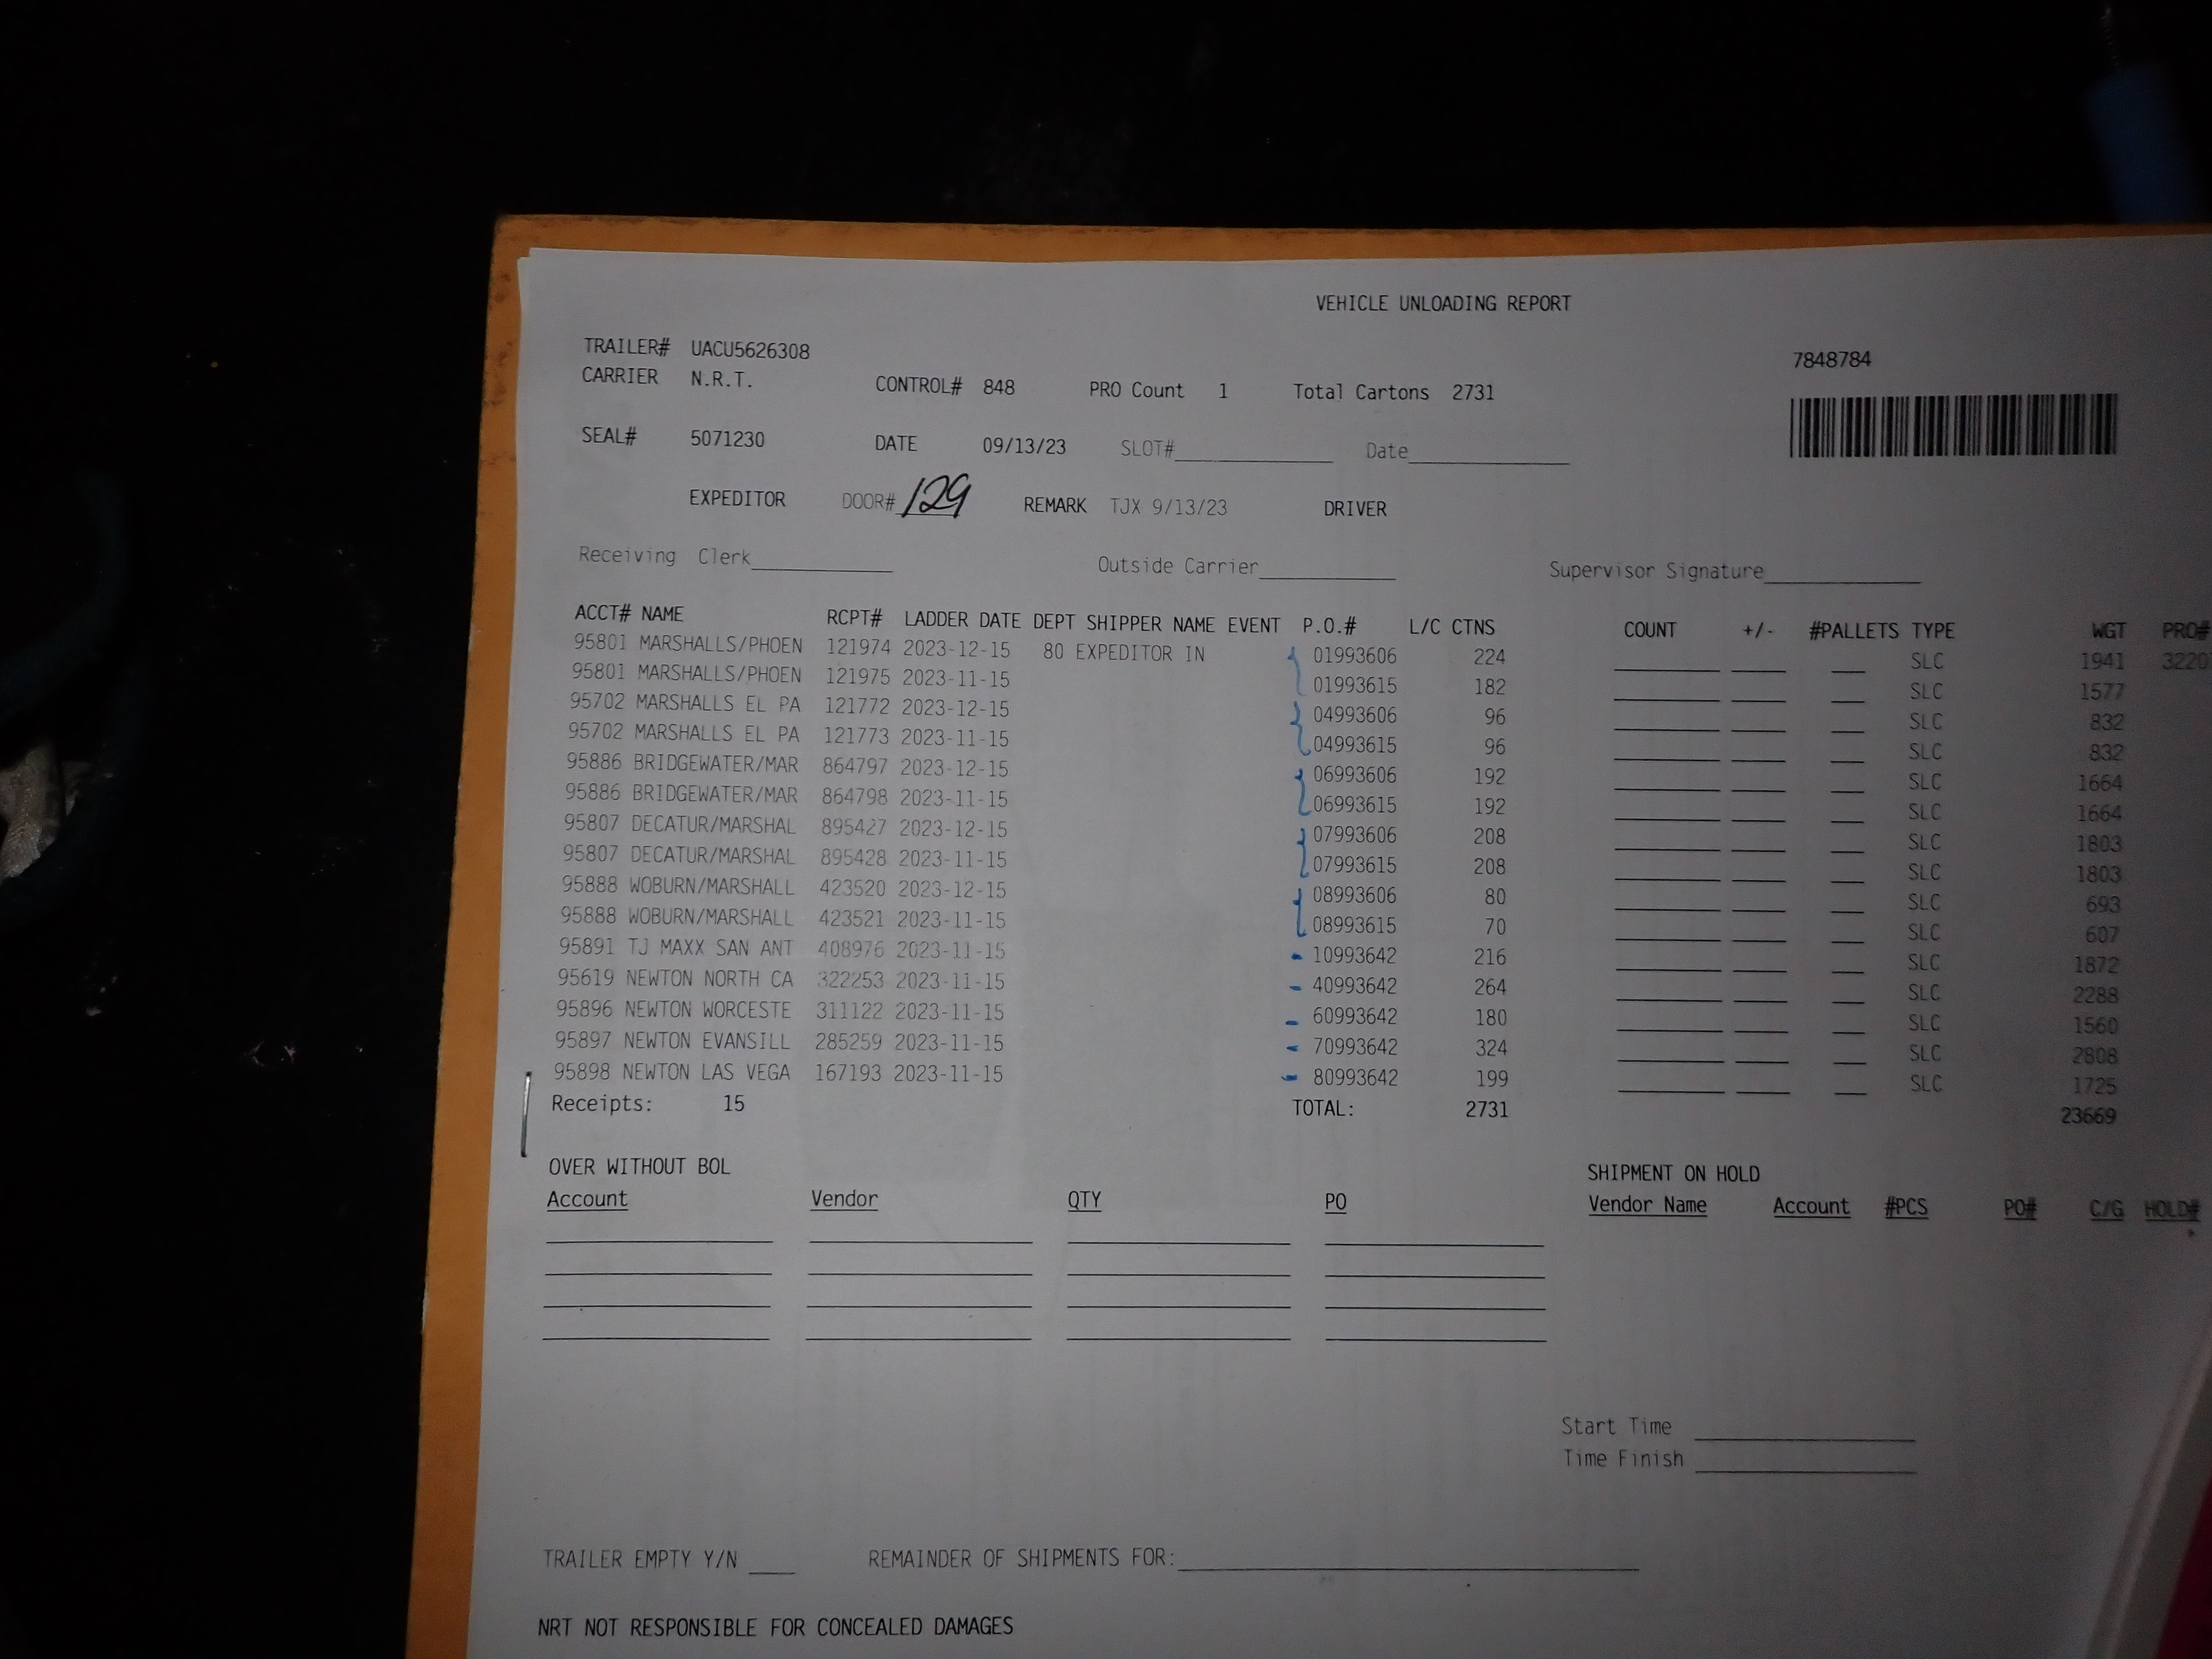 VEHICLE UNLOADING REPORT
TRAILER# UACU5626308
7848784
CARRIER N.R.T. CONTROL# 848 PRO Count 1 Total Cartons 2731
SEAL# 5071230 DATE 09/13/23 SLOT# Date
EXPEDITOR DOOR# 129 REMARK TJX 9/13/23 DRIVER
Receiving Clerk Outside Carrier Supervisor Signature
ACCT# NAME RCPT# LADDER DATE DEPT SHIPPER NAME EVENT P.O.# L/C CTNS COUNT +/- #PALLETS TYPE WGT PRO#
95801 MARSHALLS/PHOEN 121974 2023-12-15 80 EXPEDITOR IN 01993606 224 SLC 1941 3220
95801 MARSHALLS/PHOEN 121975 2023-11-15 01993615 182 SLC 1577
95702 MARSHALLS EL PA 121772 2023-12-15 04993606 96 SLC 832
95702 MARSHALLS EL PA 121773 2023-11-15 04993615 96 SLC 832
95886 BRIDGEWATER/MAR 864797 2023-12-15 06993606 192 SLC 1664
95886 BRIDGEWATER/MAR 864798 2023-11-15 06993615 192 SLC 1664
95807 DECATUR/MARSHAL 895427 2023-12-15 07993606 208 SLC 1803
95807 DECATUR/MARSHAL 895428 2023-11-15 07993615 208 SLC 1803
95888 WOBURN/MARSHALL 423520 2023-12-15 08993606 80 SLC 693
95888 WOBURN/MARSHALL 423521 2023-11-15 08993615 70 SLC 607
95891 TJ MAXX SAN ANT 408976 2023-11-15 10993642 216 SLC 1872
95619 NEWTON NORTH CA 322253 2023-11-15 40993642 264 SLC 2288
95896 NEWTON WORCESTE 311122 2023-11-15 60993642 180 SLC 1560
95897 NEWTON EVANSILL 285259 2023-11-15 70993642 324 SLC 2808
95898 NEWTON LAS VEGA 167193 2023-11-15 80993642 199 SLC 1725
Receipts: 15 TOTAL: 2731 23669
OVER WITHOUT BOL SHIPMENT ON HOLD
Account Vendor QTY PO Vendor Name Account #PCS PO# C/G HOLD#
Start Time
Time Finish
TRAILER EMPTY Y/N REMAINDER OF SHIPMENTS FOR:
NRT NOT RESPONSIBLE FOR CONCEALED DAMAGES